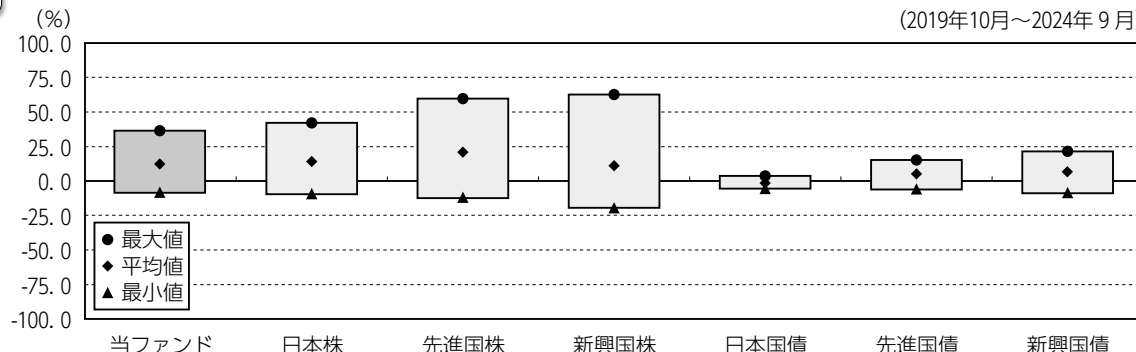 (%)
(2019年10月～2024年9月)
100.0
75.0
50.0
25.0
0.0
-25.0
-50.0
-75.0
-100.0
● 最大値
◆ 平均値
▲ 最小値
当ファンド 日本株 先進国株 新興国株 日本国債 先進国債 新興国債